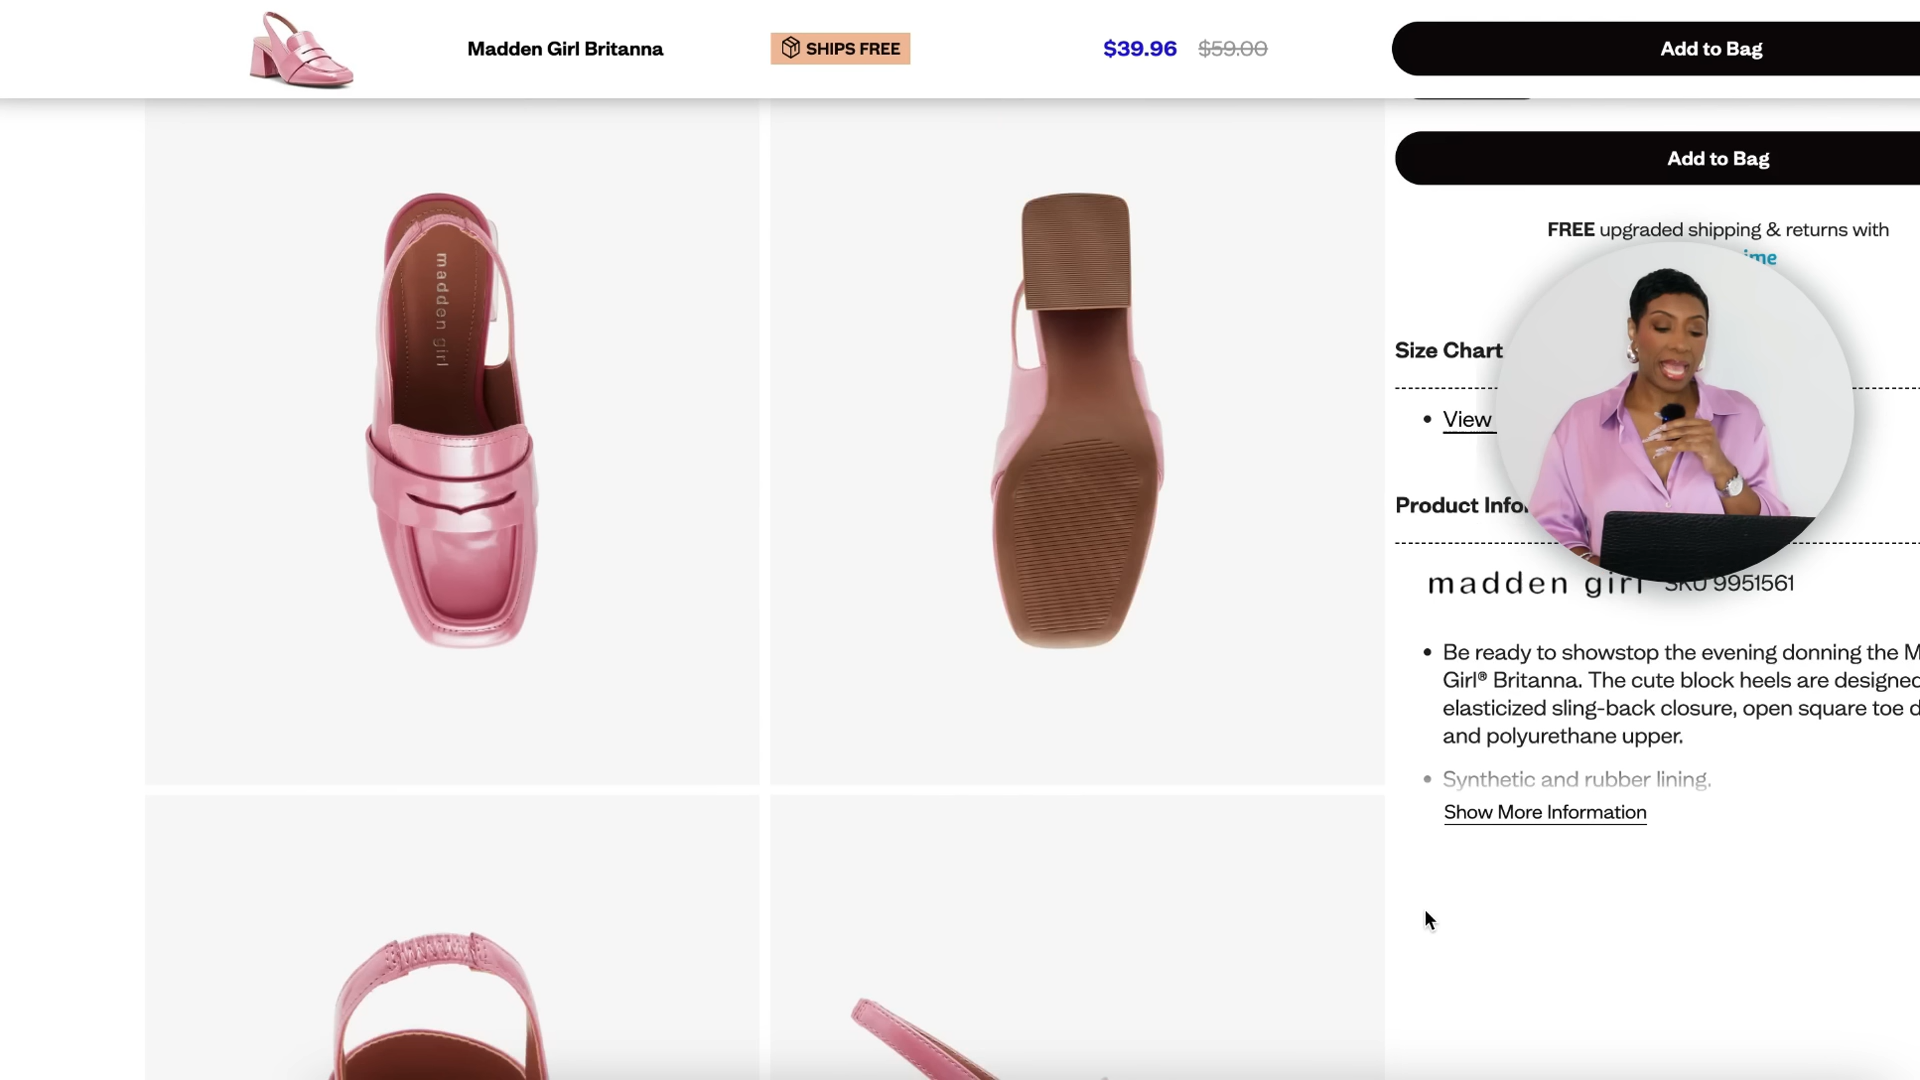 Madden Girl Britanna
SHIPS FREE
$39.96 $59.00
Add to Bag
Add to Bag
FREE upgraded shipping & returns with
madden girl
Size Chart
View
Product
madden girl SKU 9951561
Be ready to showstop the evening donning the
Girl® Britanna. The cute block heels are designed
elasticized sling-back closure, open square toe
and polyurethane upper.
Synthetic and rubber lining.
Show More Information